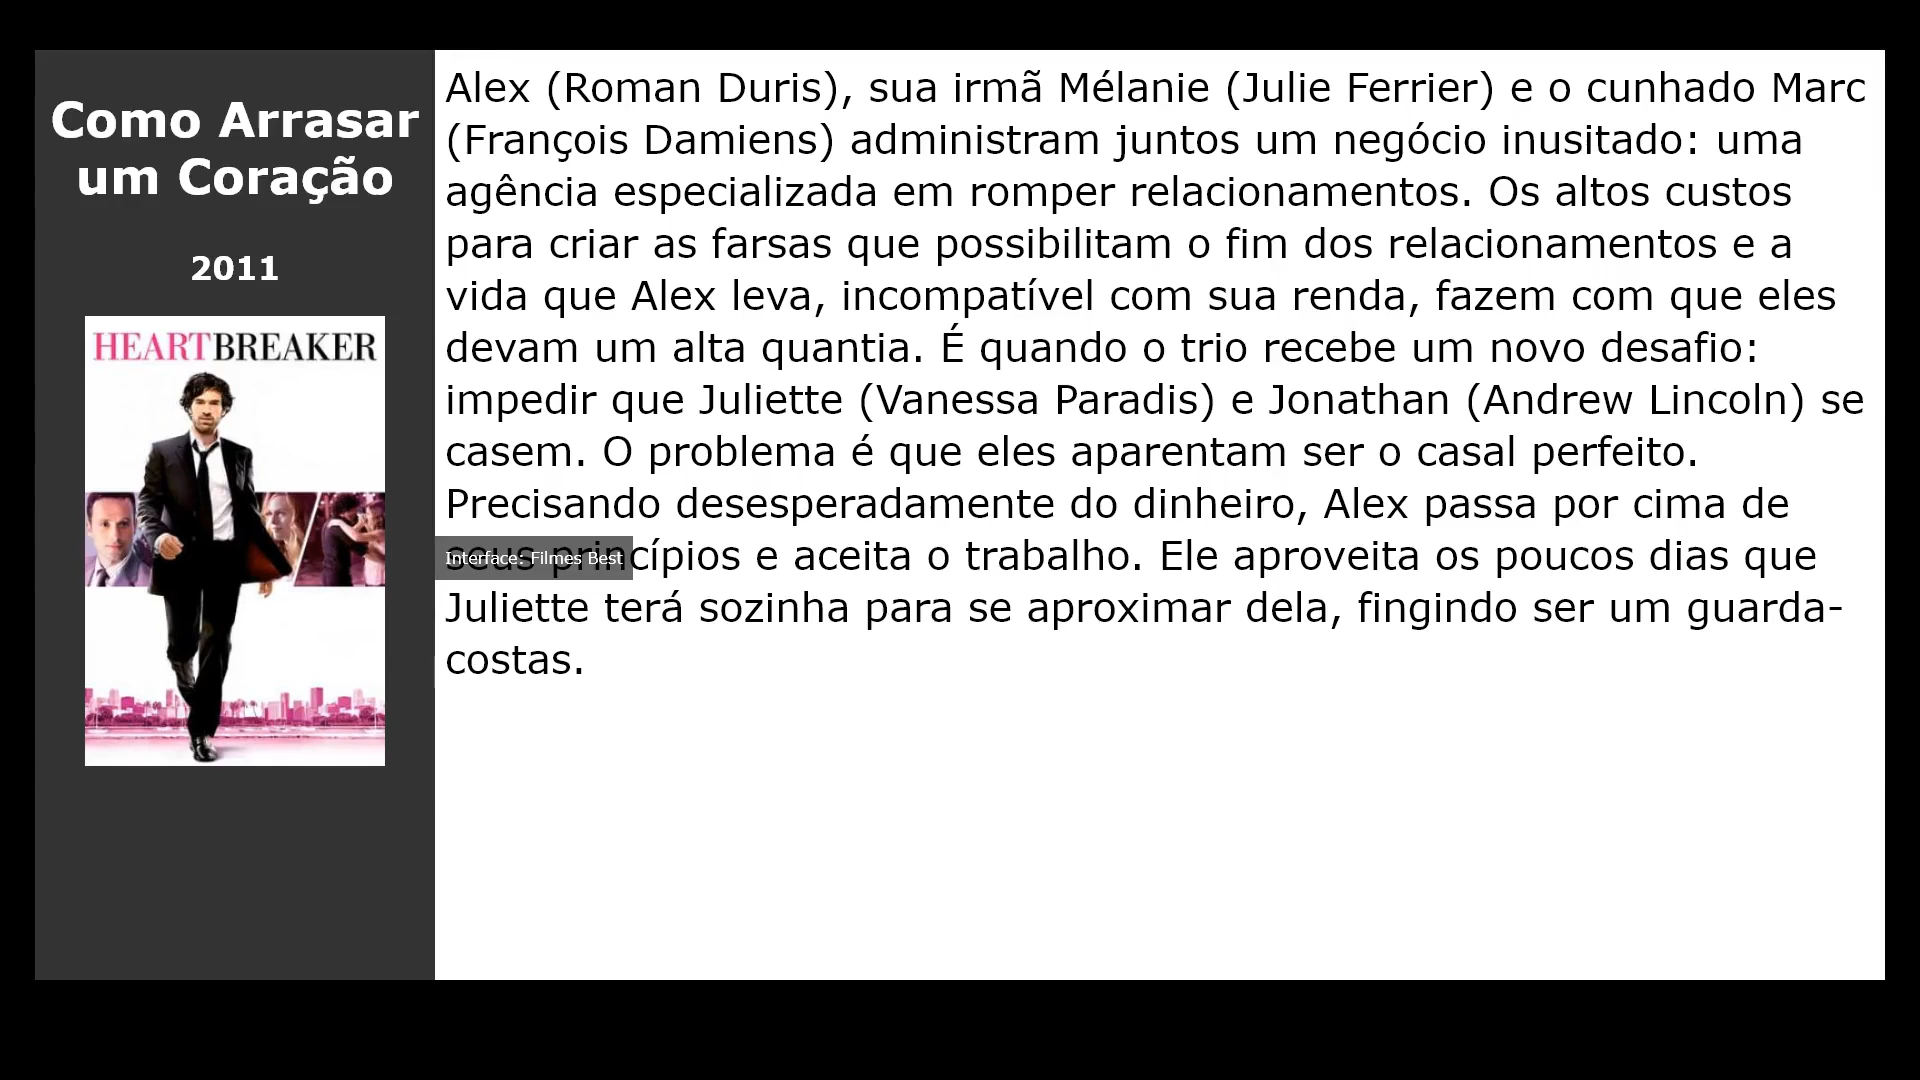 Como Arrasar
um Coração
2011
HEARTBREAKER
Alex (Roman Duris), sua irmã Mélanie (Julie Ferrier) e o cunhado Marc
(François Damiens) administram juntos um negócio inusitado: uma
agência especializada em romper relacionamentos. Os altos custos
para criar as farsas que possibilitam o fim dos relacionamentos e a
vida que Alex leva, incompatível com sua renda, fazem com que eles
devam um alta quantia. É quando o trio recebe um novo desafio:
impedir que Juliette (Vanessa Paradis) e Jonathan (Andrew Lincoln) se
casem. O problema é que eles aparentam ser o casal perfeito.
Precisando desesperadamente do dinheiro, Alex passa por cima de
seus princípios e aceita o trabalho. Ele aproveita os poucos dias que
Interface: Filmes Best
Juliette terá sozinha para se aproximar dela, fingindo ser um guarda-
costas.